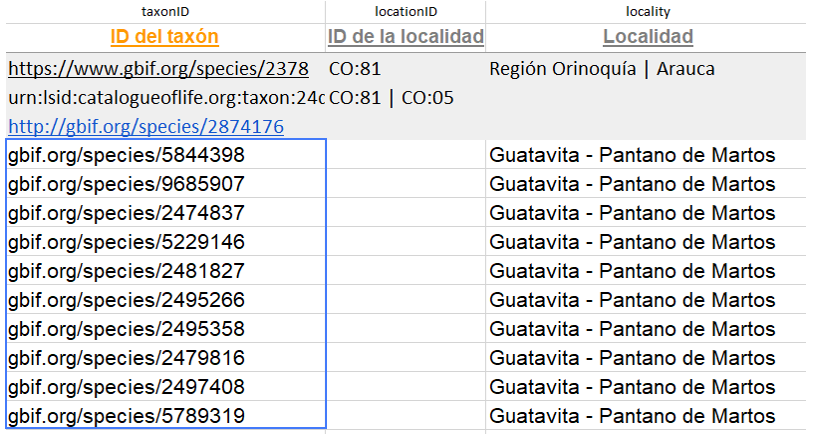 taxonID locationID locality
ID del taxón ID de la localidad Localidad
https://www.gbif.org/species/2378 CO:81 Región Orinoquía | Arauca
urn:lsid:catalogueoflife.org:taxon:24c CO:81 | CO:05
http://gbif.org/species/2874176
gbif.org/species/5844398 Guatavita - Pantano de Martos
gbif.org/species/9685907 Guatavita - Pantano de Martos
gbif.org/species/2474837 Guatavita - Pantano de Martos
gbif.org/species/5229146 Guatavita - Pantano de Martos
gbif.org/species/2481827 Guatavita - Pantano de Martos
gbif.org/species/2495266 Guatavita - Pantano de Martos
gbif.org/species/2495358 Guatavita - Pantano de Martos
gbif.org/species/2479816 Guatavita - Pantano de Martos
gbif.org/species/2497408 Guatavita - Pantano de Martos
gbif.org/species/5789319 Guatavita - Pantano de Martos